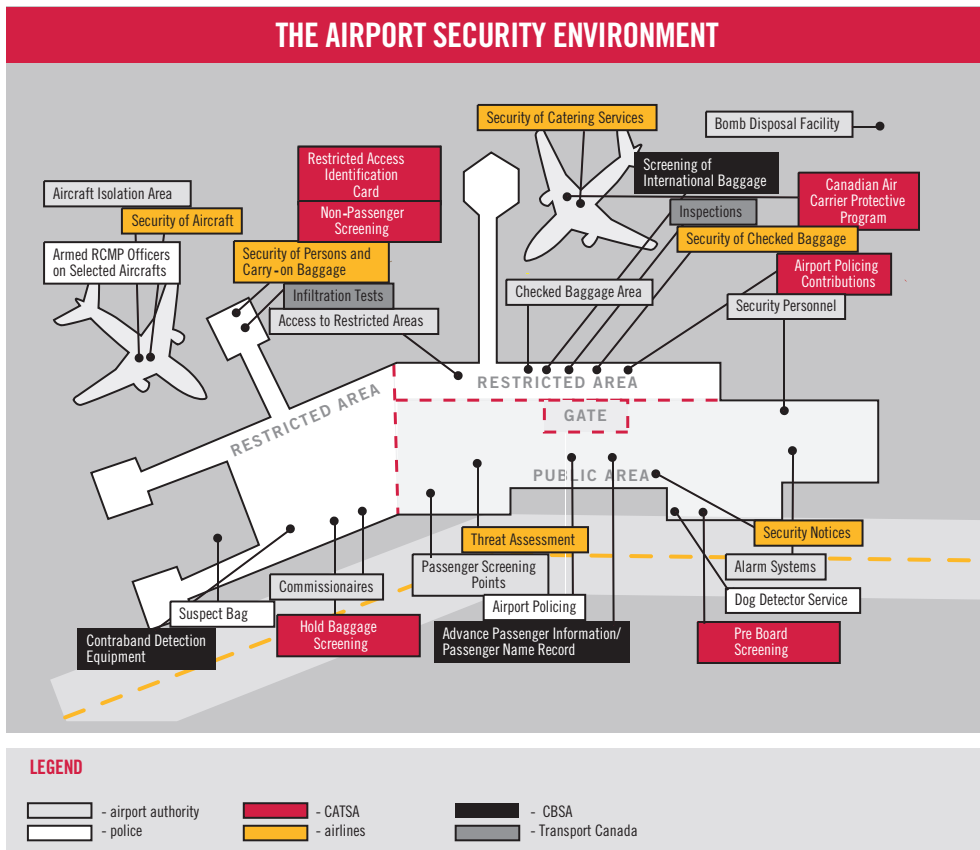 THE AIRPORT SECURITY ENVIRONMENT
Security of Catering Services
Bomb Disposal Facility
Restricted Access
Identification
Card
Screening of
International Baggage
Canadian Air
Carrier Protective
Program
Aircraft Isolation Area
Non-Passenger
Screening
Inspections
Security of Aircraft
Security of Checked Baggage
Armed RCMP Officers
on Selected Aircrafts
Security of Persons and
Carry-on Baggage
Airport Policing
Contributions
Infiltration Tests
Checked Baggage Area
Security Personnel
Access to Restricted Areas
RESTRICTED AREA
RESTRICTED AREA
GATE
PUBLIC AREA
Threat Assessment
Security Notices
Passenger Screening
Points
Alarm Systems
Commissionaires
Suspect Bag
Airport Policing
Dog Detector Service
Hold Baggage
Screening
Contraband Detection
Equipment
Advance Passenger Information/
Passenger Name Record
Pre Board
Screening
LEGEND
- airport authority
- CATSA
- CBSA
- police
- airlines
- Transport Canada